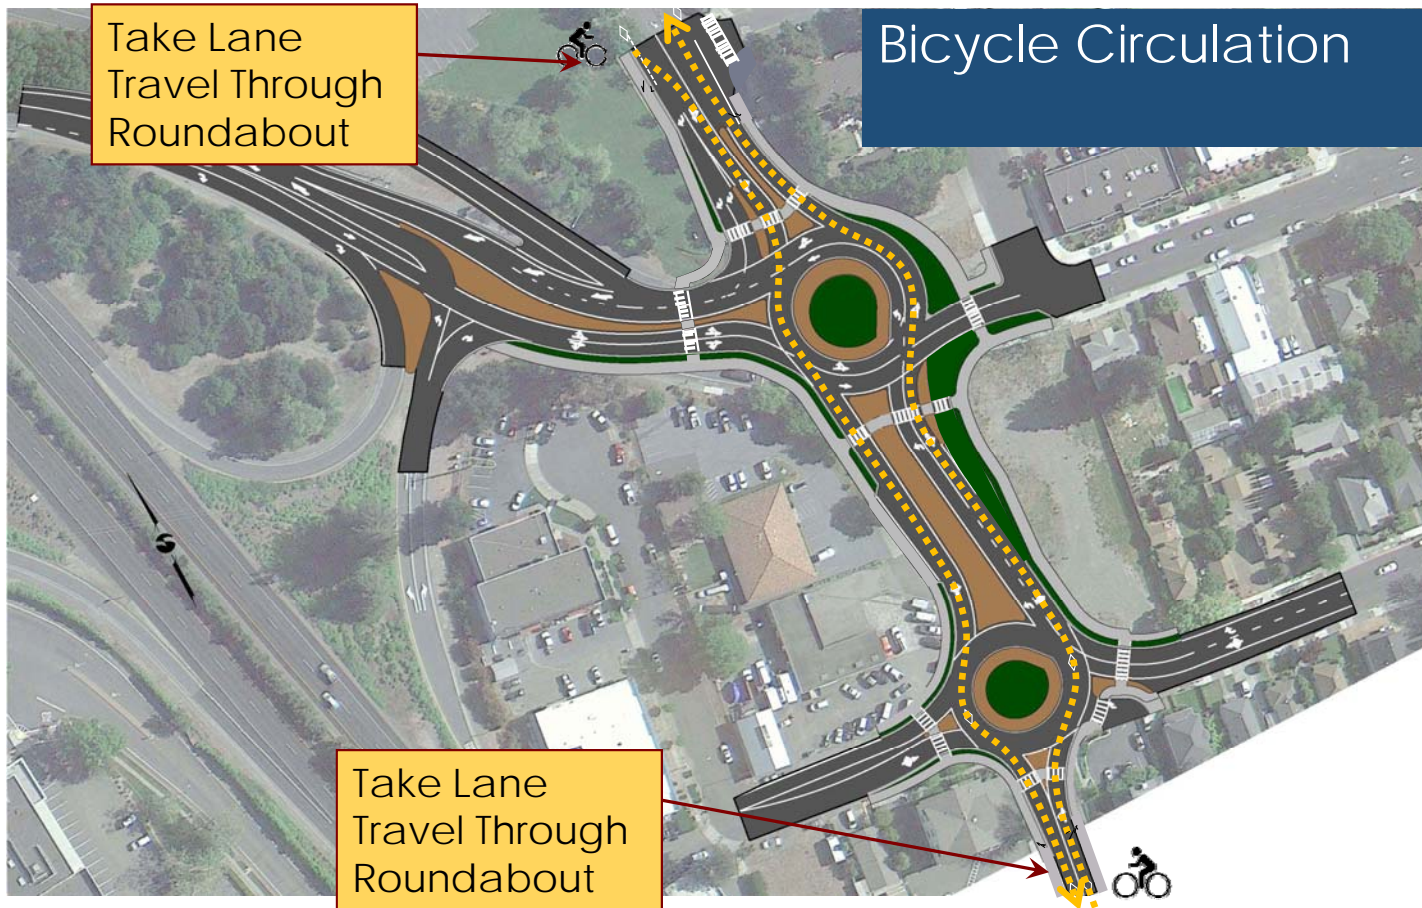 Take Lane
Travel Through
Roundabout
Bicycle Circulation
Take Lane
Travel Through
Roundabout